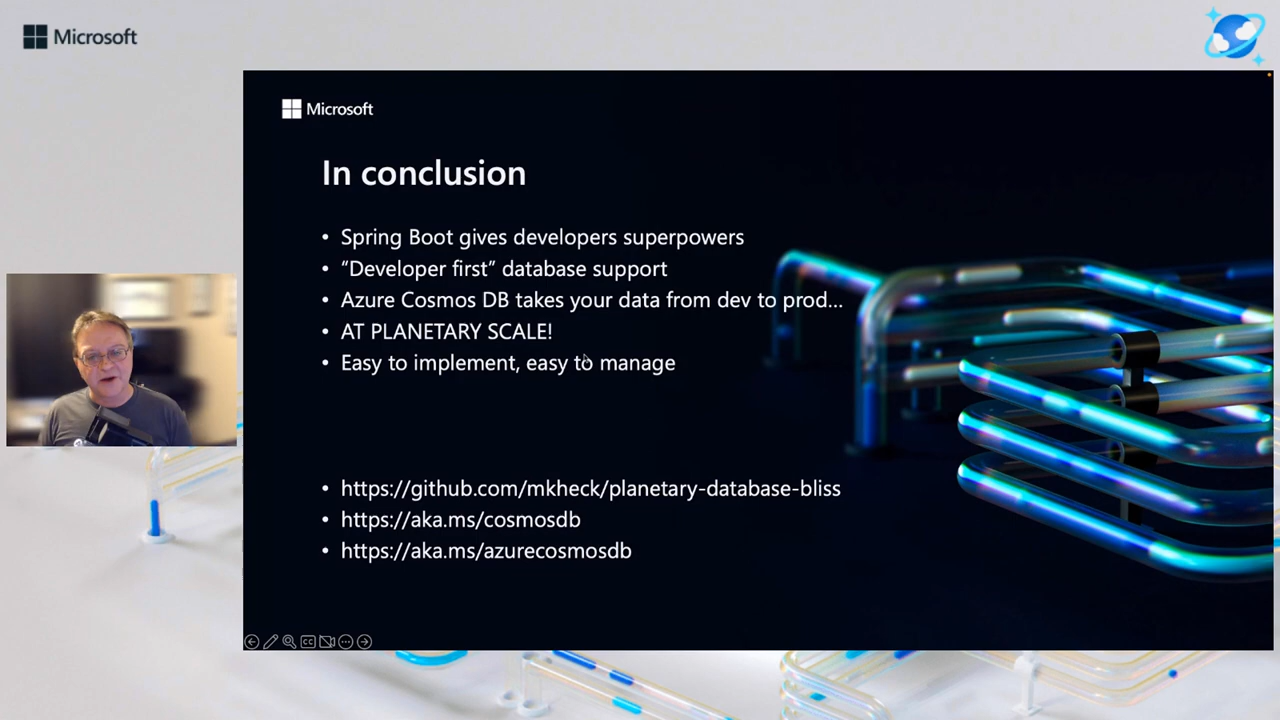 Microsoft
Microsoft
In conclusion
• Spring Boot gives developers superpowers
• “Developer first” database support
• Azure Cosmos DB takes your data from dev to prod...
• AT PLANETARY SCALE!
• Easy to implement, easy to manage
• https://github.com/mkheck/planetary-database-bliss
• https://aka.ms/cosmosdb
• https://aka.ms/azurecosmosdb
CC